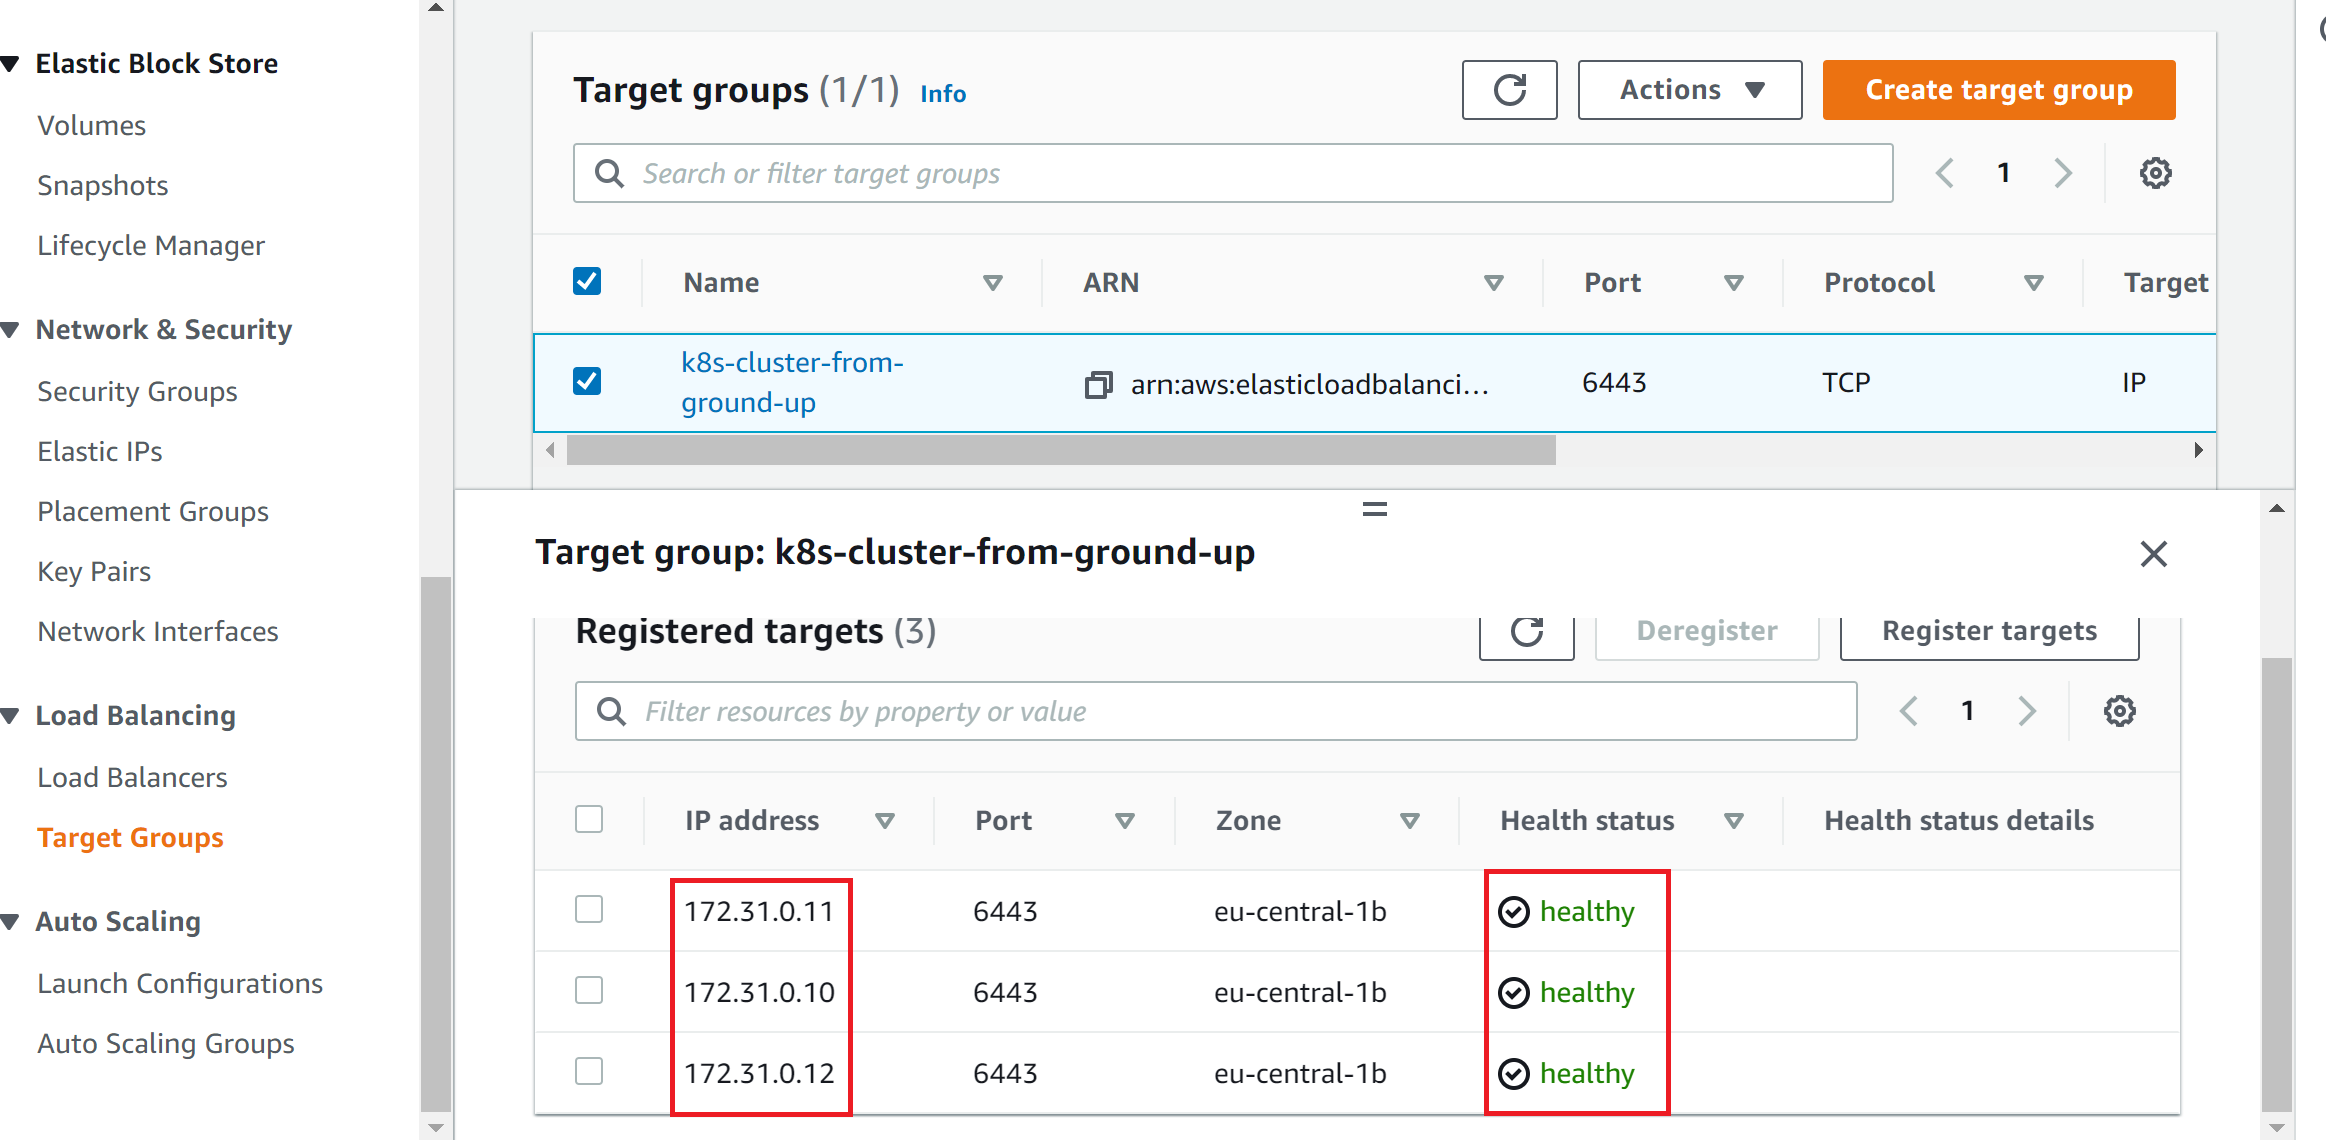 Elastic Block Store
Volumes
Snapshots
Lifecycle Manager
Network & Security
Security Groups
Elastic IPs
Placement Groups
Key Pairs
Network Interfaces
Load Balancing
Load Balancers
Target Groups
Auto Scaling
Launch Configurations
Auto Scaling Groups
Target groups (1/1) Info
Actions
Create target group
Search or filter target groups
1
Name ARN Port Protocol Target
k8s-cluster-from-
ground-up
arn:aws:elasticloadbalanci... 6443 TCP IP
Target group: k8s-cluster-from-ground-up
Registered targets (3)
Deregister
Register targets
Filter resources by property or value
1
IP address Port Zone Health status Health status details
172.31.0.11 6443 eu-central-1b healthy
172.31.0.10 6443 eu-central-1b healthy
172.31.0.12 6443 eu-central-1b healthy